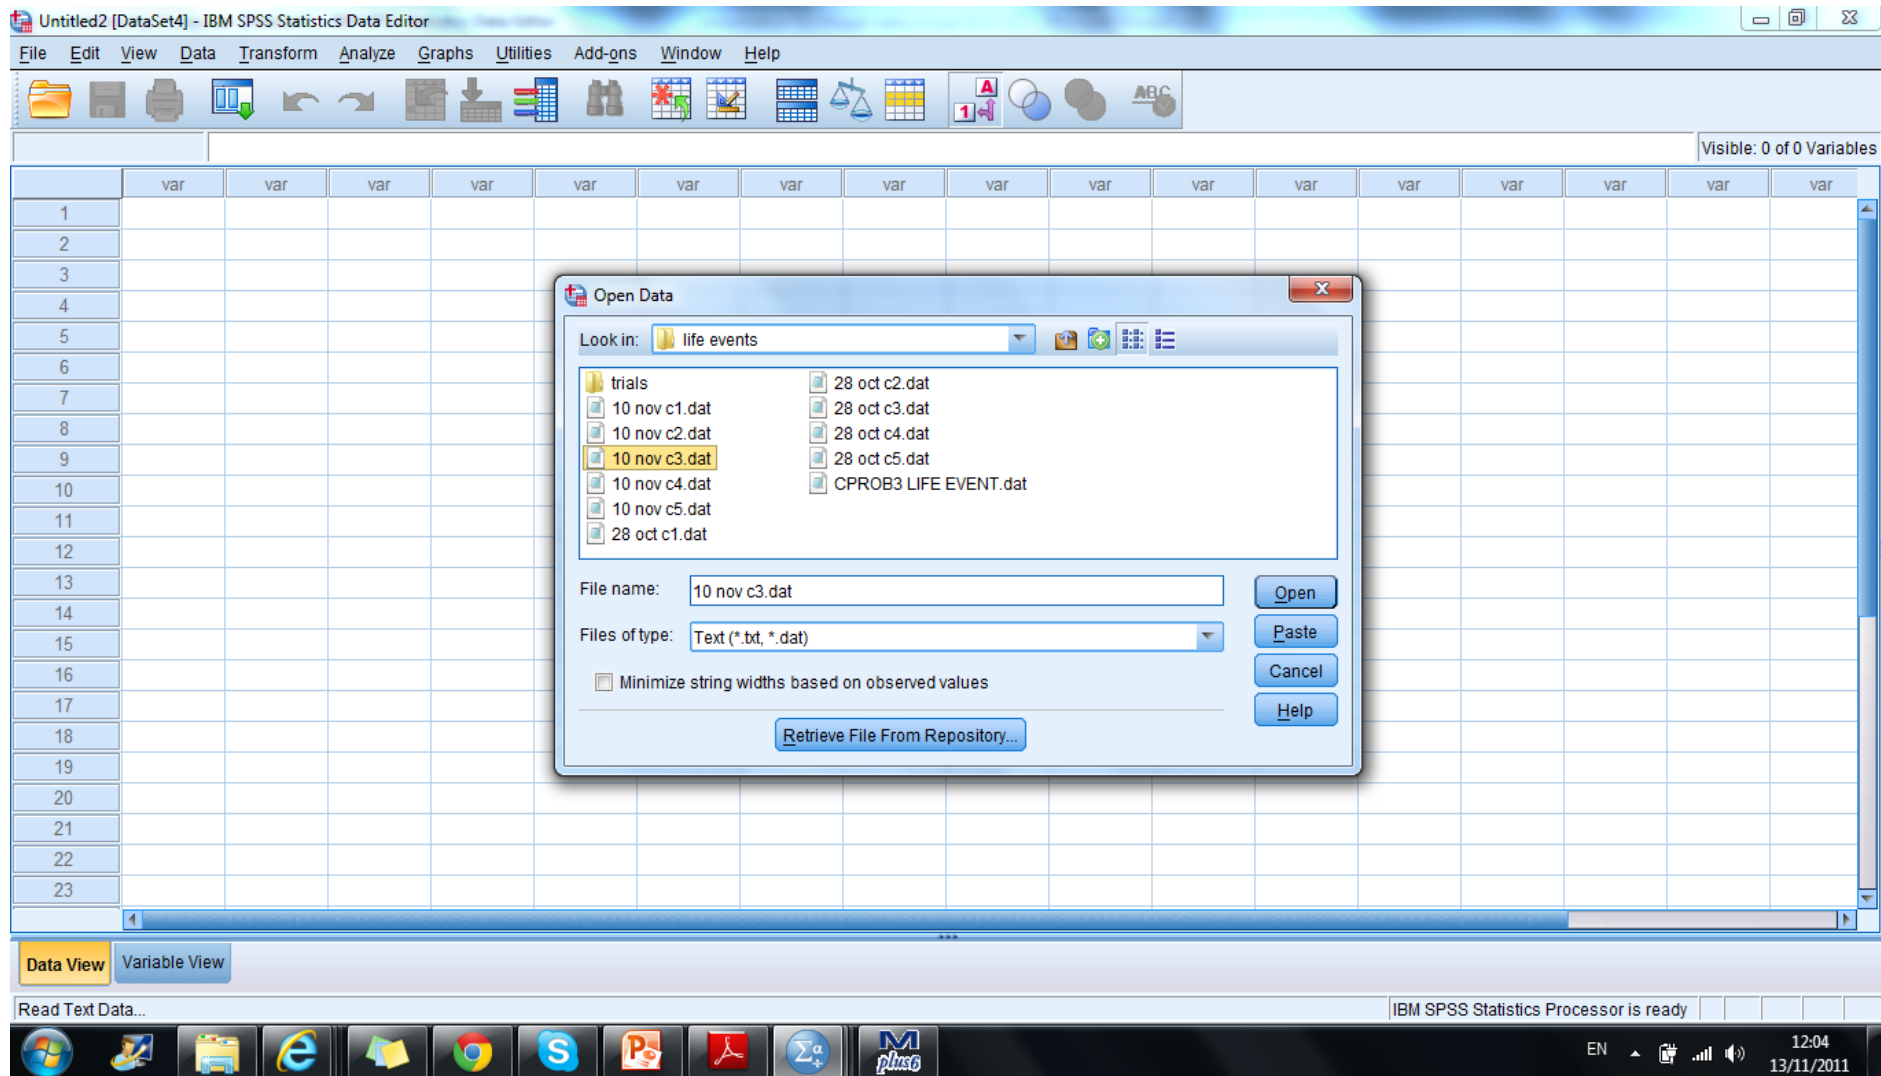 Untitled2 [DataSet4] - IBM SPSS Statistics Data Editor
File Edit View Data Transform Analyze Graphs Utilities Add-ons Window Help
A
1
ABC
Visible: 0 of 0 Variables
var var var var var var var var var var var var var var var var var
1
2
3
4
5
6
7
8
9
10
11
12
13
14
15
16
17
18
19
20
21
22
23
Open Data
Look in: life events
trials
10 nov c1.dat
10 nov c2.dat
10 nov c3.dat
10 nov c4.dat
10 nov c5.dat
28 oct c1.dat
28 oct c2.dat
28 oct c3.dat
28 oct c4.dat
28 oct c5.dat
CPROB3 LIFE EVENT.dat
File name: 10 nov c3.dat
Open
Files of type: Text (*.txt, *.dat)
Paste
Minimize string widths based on observed values
Cancel
Help
Retrieve File From Repository...
Data View Variable View
Read Text Data...
IBM SPSS Statistics Processor is ready
Σα
M
plus6
EN
12:04
13/11/2011